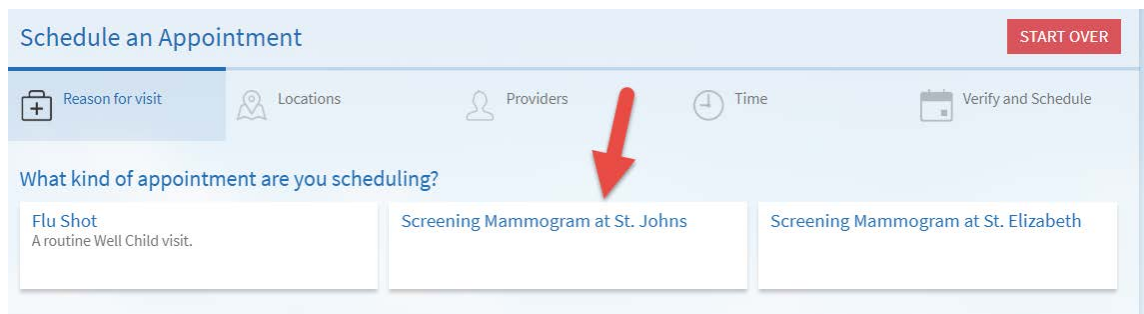 Schedule an Appointment
START OVER
Reason for visit
Locations
Providers
Time
Verify and Schedule
What kind of appointment are you scheduling?
Flu Shot
A routine Well Child visit.
Screening Mammogram at St. Johns
Screening Mammogram at St. Elizabeth